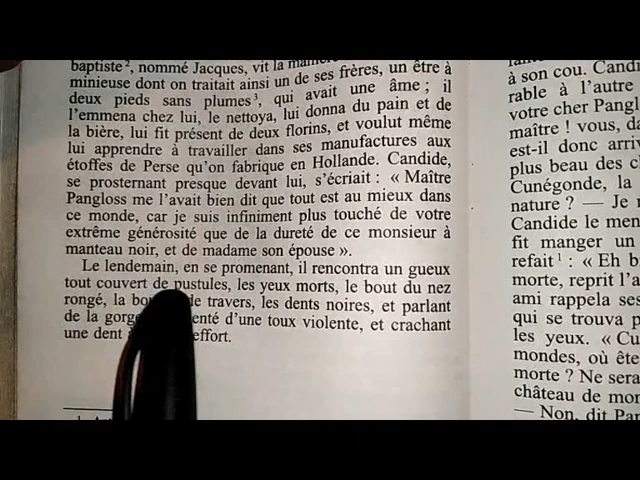 baptiste², nommé Jacques, vit la manière
minieuse dont on traitait ainsi un de ses frères, un être à
deux pieds sans plumes³, qui avait une âme ; il
l'emmena chez lui, le nettoya, lui donna du pain et de
la bière, lui fit présent de deux florins, et voulut même
lui apprendre à travailler dans ses manufactures aux
étoffes de Perse qu'on fabrique en Hollande. Candide,
se prosternant presque devant lui, s'écriait : « Maître
Pangloss me l'avait bien dit que tout est au mieux dans
ce monde, car je suis infiniment plus touché de votre
extrême générosité que de la dureté de ce monsieur à
manteau noir, et de madame son épouse ».
Le lendemain, en se promenant, il rencontra un gueux
tout couvert de pustules, les yeux morts, le bout du nez
rongé, la de travers, les dents noires, et parlant
de la gorge d'une toux violente, et crachant
une dent effort.
à son cou. Candi
rable à l'autre
votre cher Pangl
maître ! vous, da
est-il donc arriv
plus beau des ch
Cunégonde, la
nature ? — Je m
Candide le men
fit manger un
refait¹ : « Eh bi
morte, reprit l'a
ami rappela ses
qui se trouva p
les yeux. « Cu
mondes, où ête
morte ? Ne sera
château de mon
— Non, dit Pan